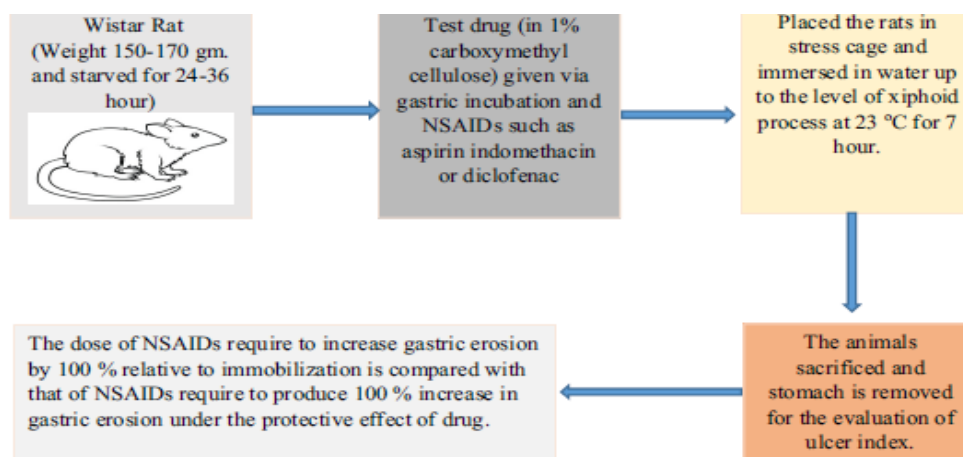 Wistar Rat
(Weight 150-170 gm.
and starved for 24-36
hour)
Test drug (in 1%
carboxymethyl
cellulose) given via
gastric incubation and
NSAIDs such as
aspirin indomethacin
or diclofenac
Placed the rats in
stress cage and
immersed in water up
to the level of xiphoid
process at 23 °C for 7
hour.
The animals
sacrificed and
stomach is removed
for the evaluation of
ulcer index.
The dose of NSAIDs require to increase gastric erosion
by 100 % relative to immobilization is compared with
that of NSAIDs require to produce 100 % increase in
gastric erosion under the protective effect of drug.